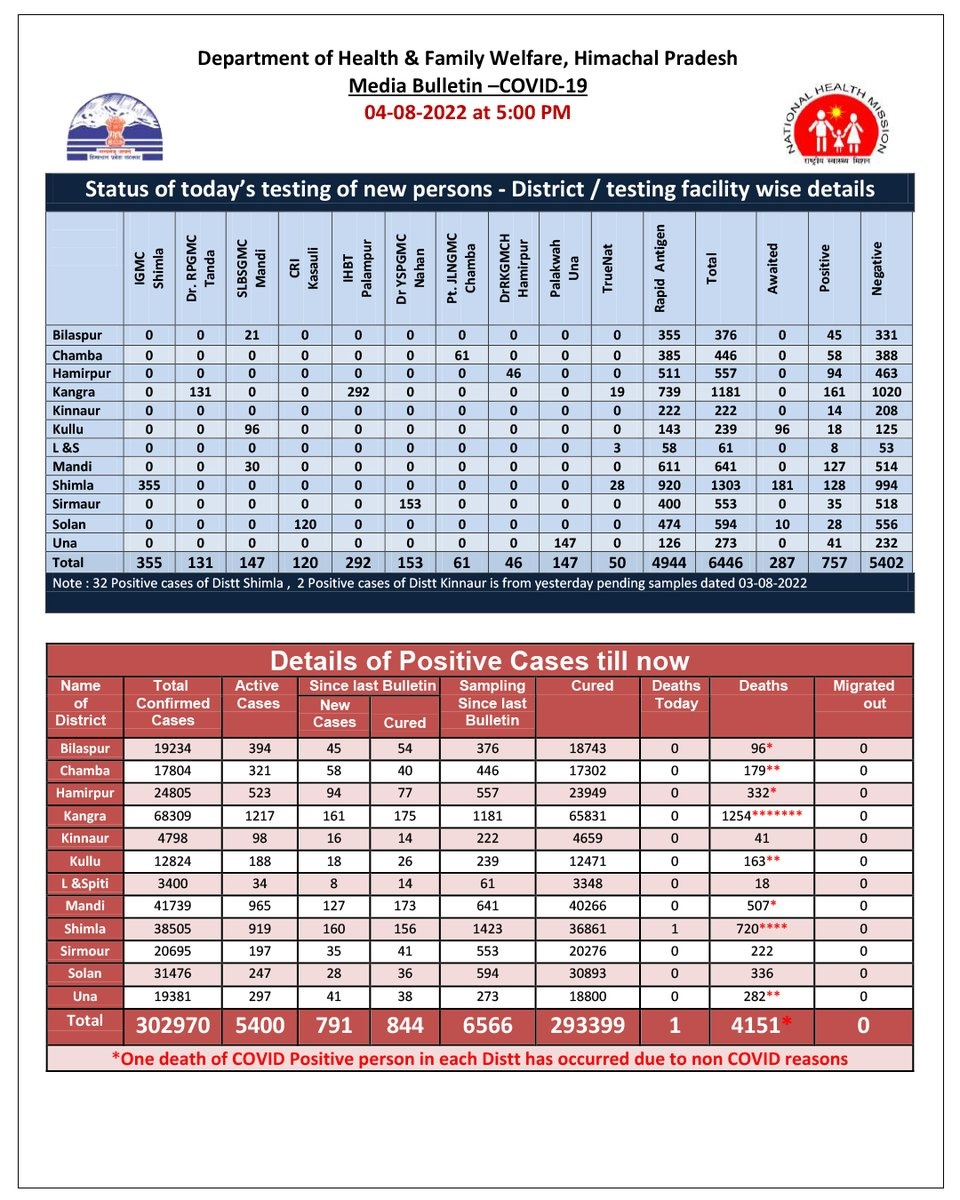 Department of Health & Family Welfare, Himachal Pradesh
Media Bulletin –COVID-19
04-08-2022 at 5:00 PM
हिमाचल प्रदेश सरकार
NATIONAL HEALTH MISSION
राष्ट्रीय स्वास्थ्य मिशन
Status of today’s testing of new persons - District / testing facility wise details
IGMC Shimla Dr. RPGMC Tanda SLBSGMC Mandi CRI Kasauli IHBT Palampur Dr YSPGMC Nahan Pt. JLNGMC Chamba DrRKGMCH Hamirpur Palakwah Una TrueNat Rapid Antigen Total Awaited Positive Negative
Bilaspur 0 0 21 0 0 0 0 0 0 0 355 376 0 45 331
Chamba 0 0 0 0 0 0 61 0 0 0 385 446 0 58 388
Hamirpur 0 0 0 0 0 0 0 46 0 0 511 557 0 94 463
Kangra 0 131 0 0 292 0 0 0 0 19 739 1181 0 161 1020
Kinnaur 0 0 0 0 0 0 0 0 0 0 222 222 0 14 208
Kullu 0 0 96 0 0 0 0 0 0 0 143 239 96 18 125
L &S 0 0 0 0 0 0 0 0 0 3 58 61 0 8 53
Mandi 0 0 30 0 0 0 0 0 0 0 611 641 0 127 514
Shimla 355 0 0 0 0 0 0 0 0 28 920 1303 181 128 994
Sirmaur 0 0 0 0 0 153 0 0 0 0 400 553 0 35 518
Solan 0 0 0 120 0 0 0 0 0 0 474 594 10 28 556
Una 0 0 0 0 0 0 0 0 147 0 126 273 0 41 232
Total 355 131 147 120 292 153 61 46 147 50 4944 6446 287 757 5402
Note : 32 Positive cases of Distt Shimla , 2 Positive cases of Distt Kinnaur is from yesterday pending samples dated 03-08-2022
Details of Positive Cases till now
Name of District Total Confirmed Cases Active Cases Since last Bulletin New Cases Cured Sampling Since last Bulletin Cured Deaths Today Deaths Migrated out
Bilaspur 19234 394 45 54 376 18743 0 96* 0
Chamba 17804 321 58 40 446 17302 0 179** 0
Hamirpur 24805 523 94 77 557 23949 0 332* 0
Kangra 68309 1217 161 175 1181 65831 0 1254******* 0
Kinnaur 4798 98 16 14 222 4659 0 41 0
Kullu 12824 188 18 26 239 12471 0 163** 0
L &Spiti 3400 34 8 14 61 3348 0 18 0
Mandi 41739 965 127 173 641 40266 0 507* 0
Shimla 38505 919 160 156 1423 36861 1 720**** 0
Sirmour 20695 197 35 41 553 20276 0 222 0
Solan 31476 247 28 36 594 30893 0 336 0
Una 19381 297 41 38 273 18800 0 282** 0
Total 302970 5400 791 844 6566 293399 1 4151* 0
*One death of COVID Positive person in each Distt has occurred due to non COVID reasons